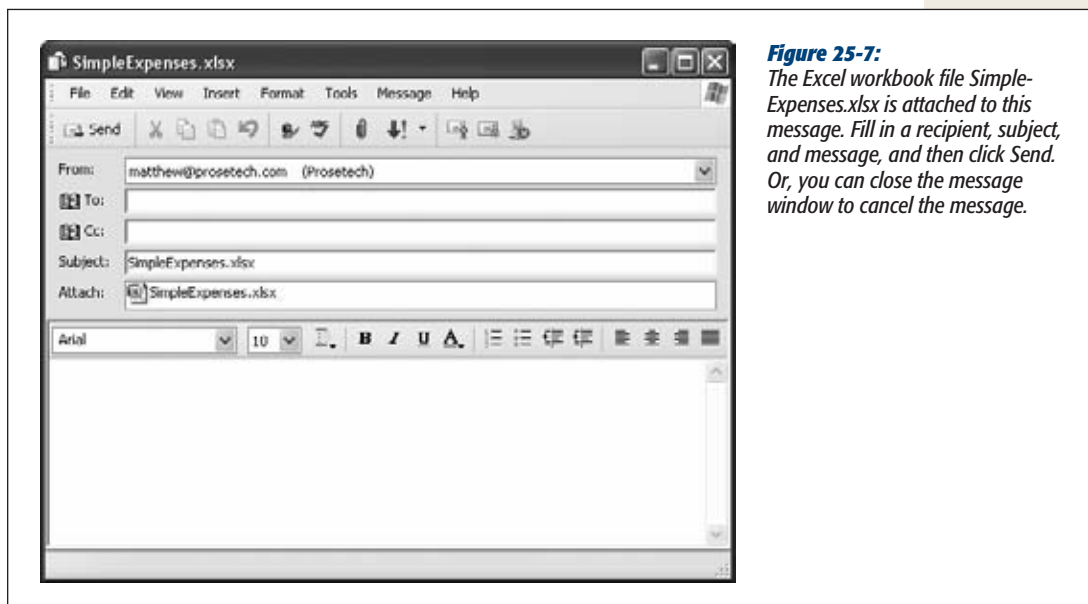 SimpleExpenses.xlsx
File Edit View Insert Format Tools Message Help
Send
From: matthew@prosetech.com (Prosetech)
To:
Cc:
Subject: SimpleExpenses.xlsx
Attach: SimpleExpenses.xlsx
Arial 10 B I U A
Figure 25-7:
The Excel workbook file Simple-
Expenses.xlsx is attached to this
message. Fill in a recipient, subject,
and message, and then click Send.
Or, you can close the message
window to cancel the message.